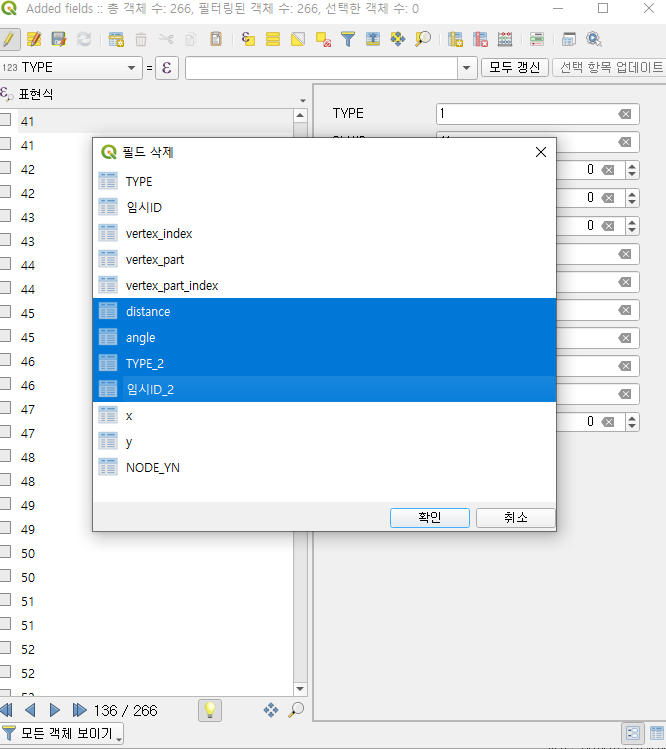 Added fields :: 총 객체 수: 266, 필터링된 객체 수: 266, 선택한 객체 수: 0
123 TYPE = ε 모두 갱신 선택 항목 업데이트
표현식
41
41
42
42
43
43
44
44
45
45
46
46
47
47
48
48
49
49
50
50
51
51
52
52
TYPE 1
0
0
0
0
필드 삭제
TYPE
임시ID
vertex_index
vertex_part
vertex_part_index
distance
angle
TYPE_2
임시ID_2
x
y
NODE_YN
확인 취소
136 / 266
모든 객체 보이기